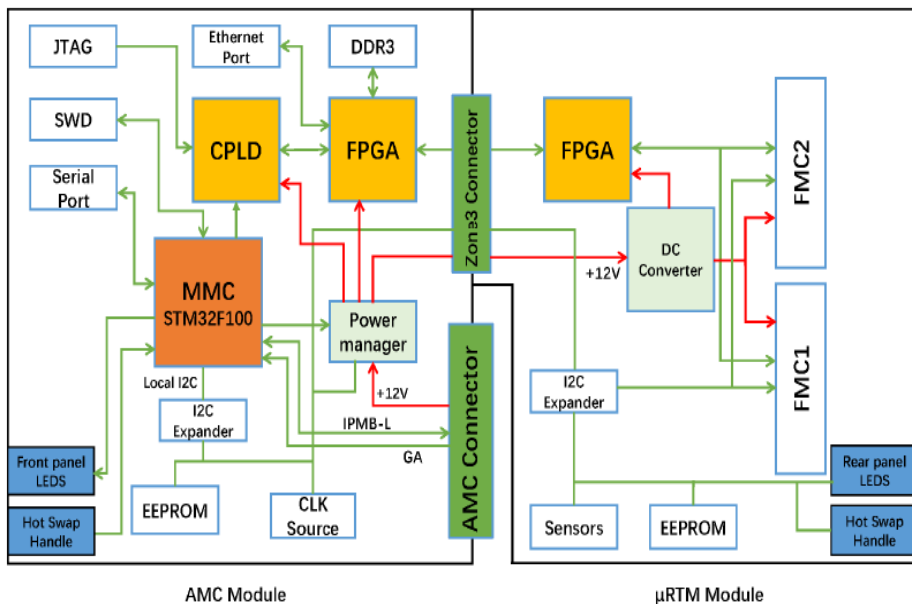 JTAG
Ethernet
Port
DDR3
SWD
CPLD
FPGA
Zone3 Connector
FPGA
FMC2
Serial
Port
MMC
STM32F100
Power
manager
+12V
DC
Converter
Local I2C
I2C
Expander
+12V
IPMB-L
GA
AMC Connector
I2C
Expander
FMC1
Front panel
LEDS
Hot Swap
Handle
EEPROM
CLK
Source
Sensors
EEPROM
Rear panel
LEDS
Hot Swap
Handle
AMC Module
μRTM Module